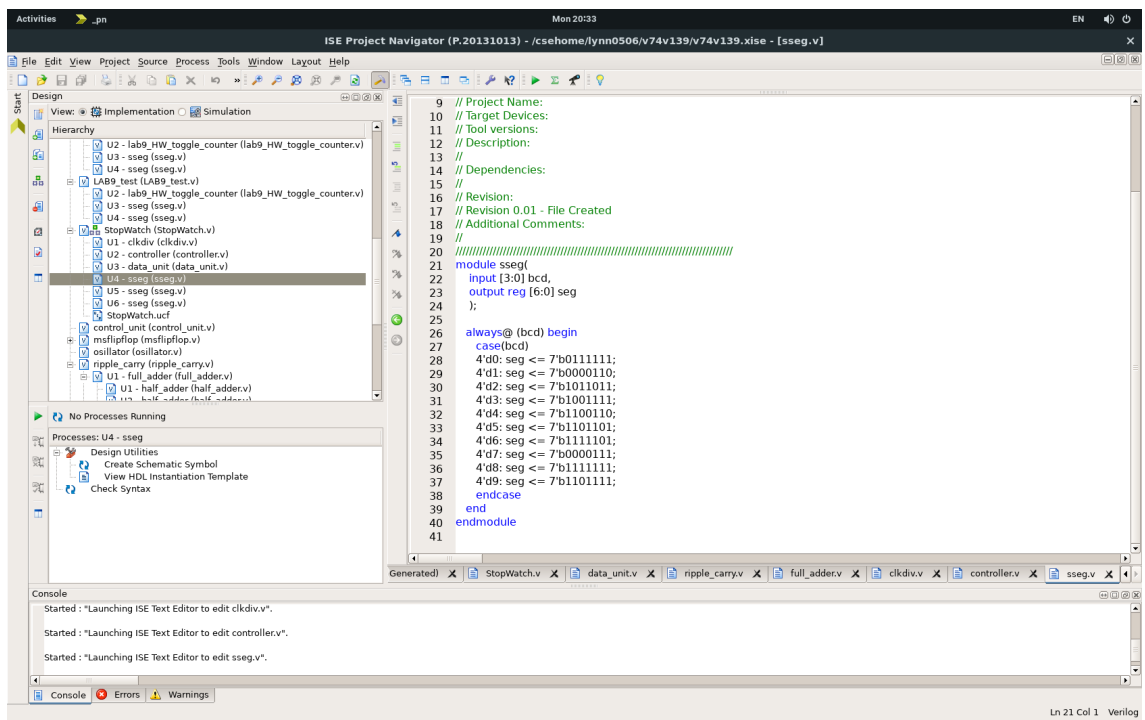 Activities
_pn
Mon 20:33
EN
ISE Project Navigator (P.20131013) - /csehome/lynn0506/v74v139/v74v139.xise - [sseg.v]
File Edit View Project Source Process Tools Window Layout Help
Start
Design
View: Implementation Simulation
Hierarchy
U2 - lab9_HW_toggle_counter (lab9_HW_toggle_counter.v)
U3 - sseg (sseg.v)
U4 - sseg (sseg.v)
LAB9_test (LAB9_test.v)
U2 - lab9_HW_toggle_counter (lab9_HW_toggle_counter.v)
U3 - sseg (sseg.v)
U4 - sseg (sseg.v)
StopWatch (StopWatch.v)
U1 - clkdiv (clkdiv.v)
U2 - controller (controller.v)
U3 - data_unit (data_unit.v)
U4 - sseg (sseg.v)
U5 - sseg (sseg.v)
U6 - sseg (sseg.v)
StopWatch.ucf
control_unit (control_unit.v)
msflipflop (msflipflop.v)
osillator (osillator.v)
ripple_carry (ripple_carry.v)
U1 - full_adder (full_adder.v)
U1 - half_adder (half_adder.v)
U2 - half_adder (half_adder.v)
No Processes Running
Processes: U4 - sseg
Design Utilities
Create Schematic Symbol
View HDL Instantiation Template
Check Syntax
9 // Project Name:
10 // Target Devices:
11 // Tool versions:
12 // Description:
13 //
14 // Dependencies:
15 //
16 // Revision:
17 // Revision 0.01 - File Created
18 // Additional Comments:
19 //
20 //////////////////////////////////////////////////////////////////////////////////
21 module sseg(
22 input [3:0] bcd,
23 output reg [6:0] seg
24 );
25
26 always@ (bcd) begin
27 case(bcd)
28 4'd0: seg <= 7'b0111111;
29 4'd1: seg <= 7'b0000110;
30 4'd2: seg <= 7'b1011011;
31 4'd3: seg <= 7'b1001111;
32 4'd4: seg <= 7'b1100110;
33 4'd5: seg <= 7'b1101101;
34 4'd6: seg <= 7'b1111101;
35 4'd7: seg <= 7'b0000111;
36 4'd8: seg <= 7'b1111111;
37 4'd9: seg <= 7'b1101111;
38 endcase
39 end
40 endmodule
41
Generated) StopWatch.v data_unit.v ripple_carry.v full_adder.v clkdiv.v controller.v sseg.v
Console
Started : "Launching ISE Text Editor to edit clkdiv.v".
Started : "Launching ISE Text Editor to edit controller.v".
Started : "Launching ISE Text Editor to edit sseg.v".
Console Errors Warnings
Ln 21 Col 1 Verilog